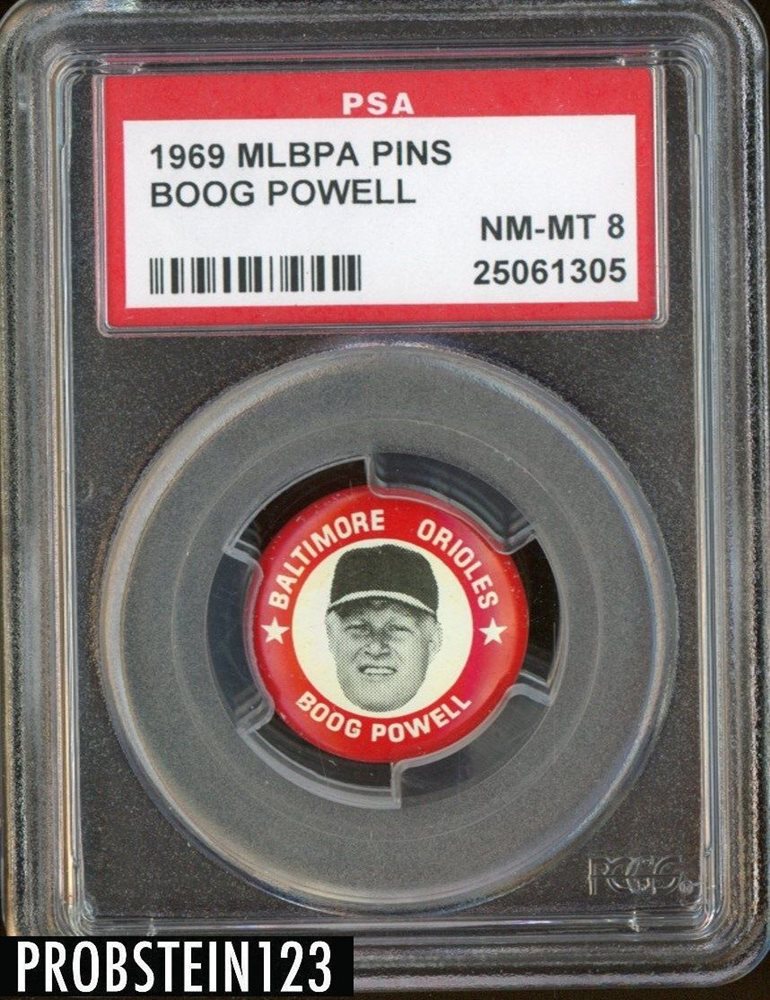 PSA
1969 MLBPA PINS
BOOG POWELL
NM-MT 8
25061305
BALTIMORE ORIOLES
BOOG POWELL
PCGS
PROBSTEIN123